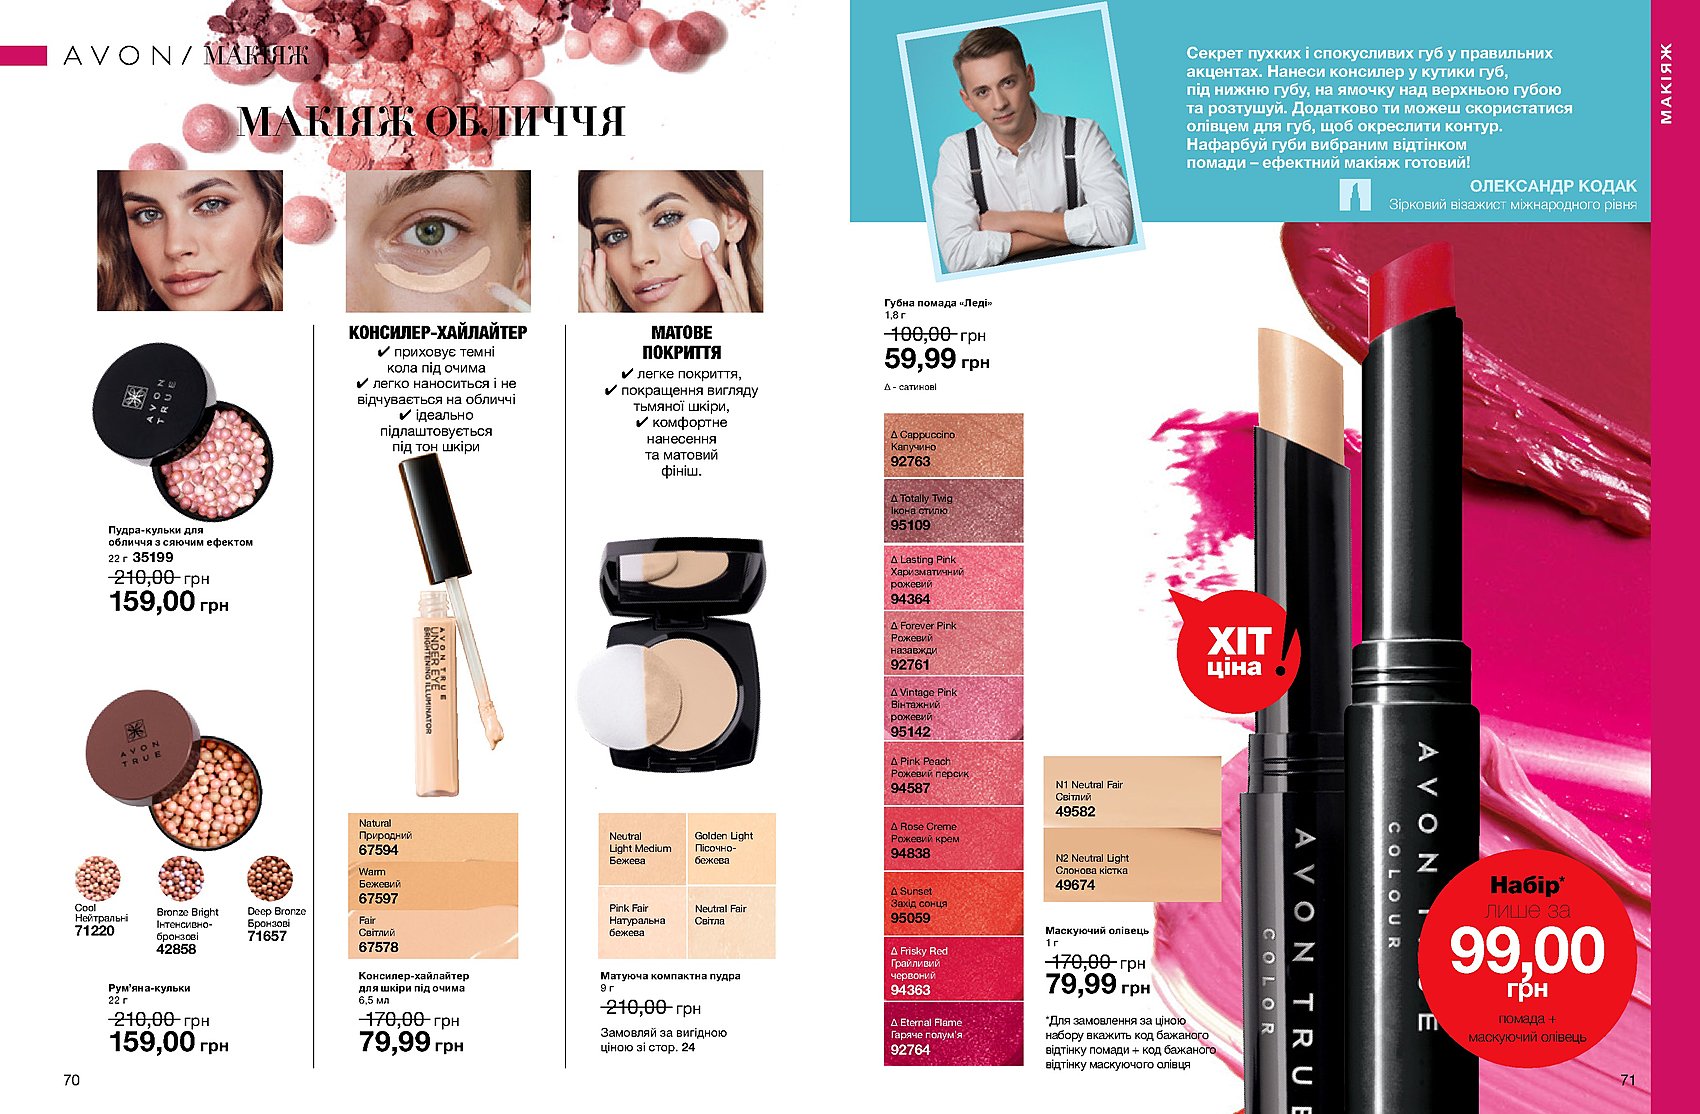 AVON / МАКІЯЖ
МАКІЯЖ ОБЛИЧЧЯ
AVON
TRUE
Пудра-кульки для
обличчя з сяючим ефектом
22 г 35199
210,00 грн
159,00 грн
AVON
TRUE
Cool
Нейтральні
71220
Bronze Bright
Інтенсивно-
бронзові
42858
Deep Bronze
Бронзові
71657
Рум'яна-кульки
22 г
210,00 грн
159,00 грн
70
КОНСИЛЕР-ХАЙЛАЙТЕР
✔ приховує темні
кола під очима
✔ легко наноситься і не
відчувається на обличчі
✔ ідеально
підлаштовується
під тон шкіри
AVON TRUE
UNDER EYE
BRIGHTENING ILLUMINATOR
Natural
Природний
67594
Warm
Бежевий
67597
Fair
Світлий
67578
Консилер-хайлайтер
для шкіри під очима
6,5 мл
170,00 грн
79,99 грн
МАТОВЕ
ПОКРИТТЯ
✔ легке покриття,
✔ покращення вигляду
тьмяної шкіри,
✔ комфортне
нанесення
та матовий
фініш.
Neutral
Light Medium
Бежева
Golden Light
Пісочно-
бежева
Pink Fair
Натуральна
бежева
Neutral Fair
Світла
Матуюча компактна пудра
9 г
210,00 грн
Замовляй за вигідною
ціною зі стор. 24
Секрет пухких і спокусливих губ у правильних
акцентах. Нанеси консилер у кутики губ,
під нижню губу, на ямочку над верхньою губою
та розтушуй. Додатково ти можеш скористатися
олівцем для губ, щоб окреслити контур.
Нафарбуй губи вибраним відтінком
помади – ефектний макіяж готовий!
ОЛЕКСАНДР КОДАК
Зірковий візажист міжнародного рівня
МАКІЯЖ
Губна помада «Леді»
1,8 г
100,00 грн
59,99 грн
Δ - сатинові
Δ Cappuccino
Капучино
92763
Δ Totally Twig
Ікона стилю
95109
Δ Lasting Pink
Харизматичний
рожевий
94364
Δ Forever Pink
Рожевий
назавжди
92761
Δ Vintage Pink
Вінтажний
рожевий
95142
Δ Pink Peach
Рожевий персик
94587
Δ Rose Creme
Рожевий крем
94838
Δ Sunset
Захід сонця
95059
Δ Frisky Red
Грайливий
червоний
94363
Δ Eternal Flame
Гаряче полум'я
92764
ХІТ
ціна !
N1 Neutral Fair
Світлий
49582
N2 Neutral Light
Слонова кістка
49674
Маскуючий олівець
1 г
170,00 грн
79,99 грн
*Для замовлення за ціною
набору вкажить код бажаного
відтінку помади + код бажаного
відтінку маскуючого олівця
AVON TRUE
COLOR
AVON TRUE
COLOUR
Набір*
лише за
99,00
грн
помада +
маскуючий олівець
71